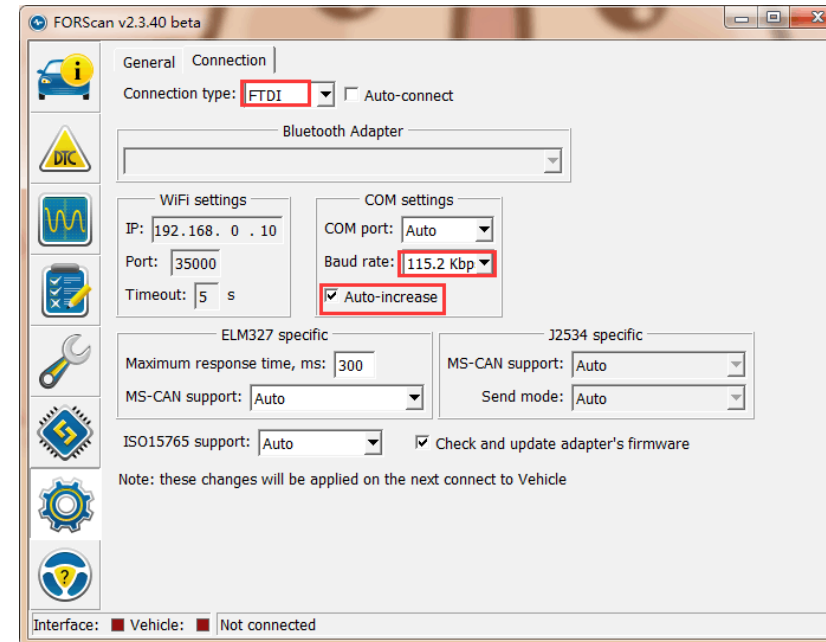 FORScan v2.3.40 beta
General Connection
Connection type: FTDI Auto-connect
Bluetooth Adapter
WiFi settings
IP: 192.168. 0 . 10
Port: 35000
Timeout: 5 s
COM settings
COM port: Auto
Baud rate: 115.2 Kbp
Auto-increase
ELM327 specific
Maximum response time, ms: 300
MS-CAN support: Auto
J2534 specific
MS-CAN support: Auto
Send mode: Auto
ISO15765 support: Auto
Check and update adapter's firmware
Note: these changes will be applied on the next connect to Vehicle
i
DTC
?
Interface: Vehicle: Not connected